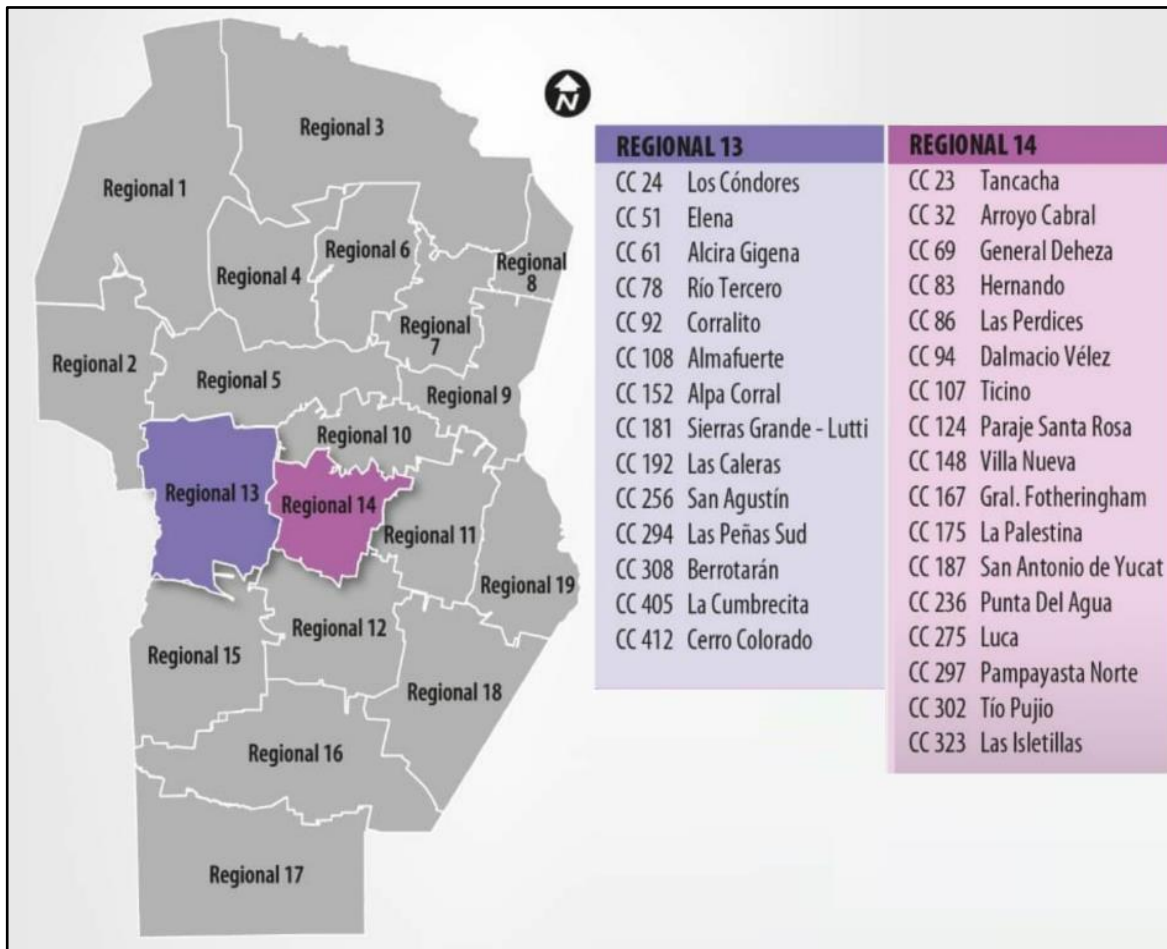 Regional 3
Regional 1
Regional 6
Regional 4
Regional
8
Regional
7
Regional 2
Regional 5
Regional 9
Regional 10
Regional 13
Regional 14
Regional 11
Regional 19
Regional 12
Regional 15
Regional 18
Regional 16
Regional 17
N
REGIONAL 13
CC 24 Los Cóndores
CC 51 Elena
CC 61 Alcira Gigena
CC 78 Río Tercero
CC 92 Corralito
CC 108 Almafuerte
CC 152 Alpa Corral
CC 181 Sierras Grande - Lutti
CC 192 Las Caleras
CC 256 San Agustín
CC 294 Las Peñas Sud
CC 308 Berrotarán
CC 405 La Cumbrecita
CC 412 Cerro Colorado
REGIONAL 14
CC 23 Tancacha
CC 32 Arroyo Cabral
CC 69 General Deheza
CC 83 Hernando
CC 86 Las Perdices
CC 94 Dalmacio Vélez
CC 107 Ticino
CC 124 Paraje Santa Rosa
CC 148 Villa Nueva
CC 167 Gral. Fotheringham
CC 175 La Palestina
CC 187 San Antonio de Yucat
CC 236 Punta Del Agua
CC 275 Luca
CC 297 Pampayasta Norte
CC 302 Tío Pujio
CC 323 Las Isletillas